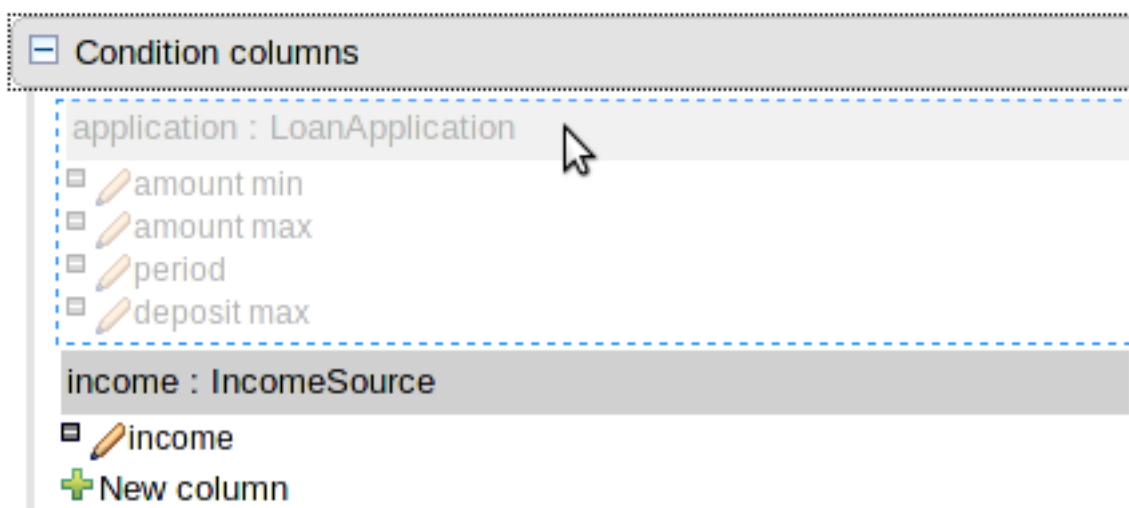 Condition columns
application : LoanApplication
amount min
amount max
period
deposit max
income : IncomeSource
income
New column